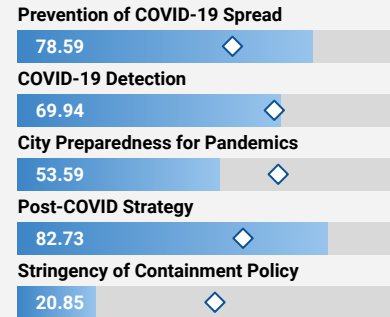 Prevention of COVID-19 Spread
78.59
COVID-19 Detection
69.94
City Preparedness for Pandemics
53.59
Post-COVID Strategy
82.73
Stringency of Containment Policy
20.85